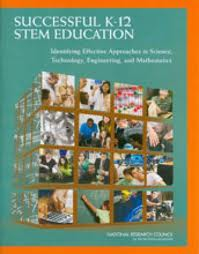 SUCCESSFUL K-12
STEM EDUCATION
Identifying Effective Approaches in Science,
Technology, Engineering, and Mathematics
NATIONAL RESEARCH COUNCIL